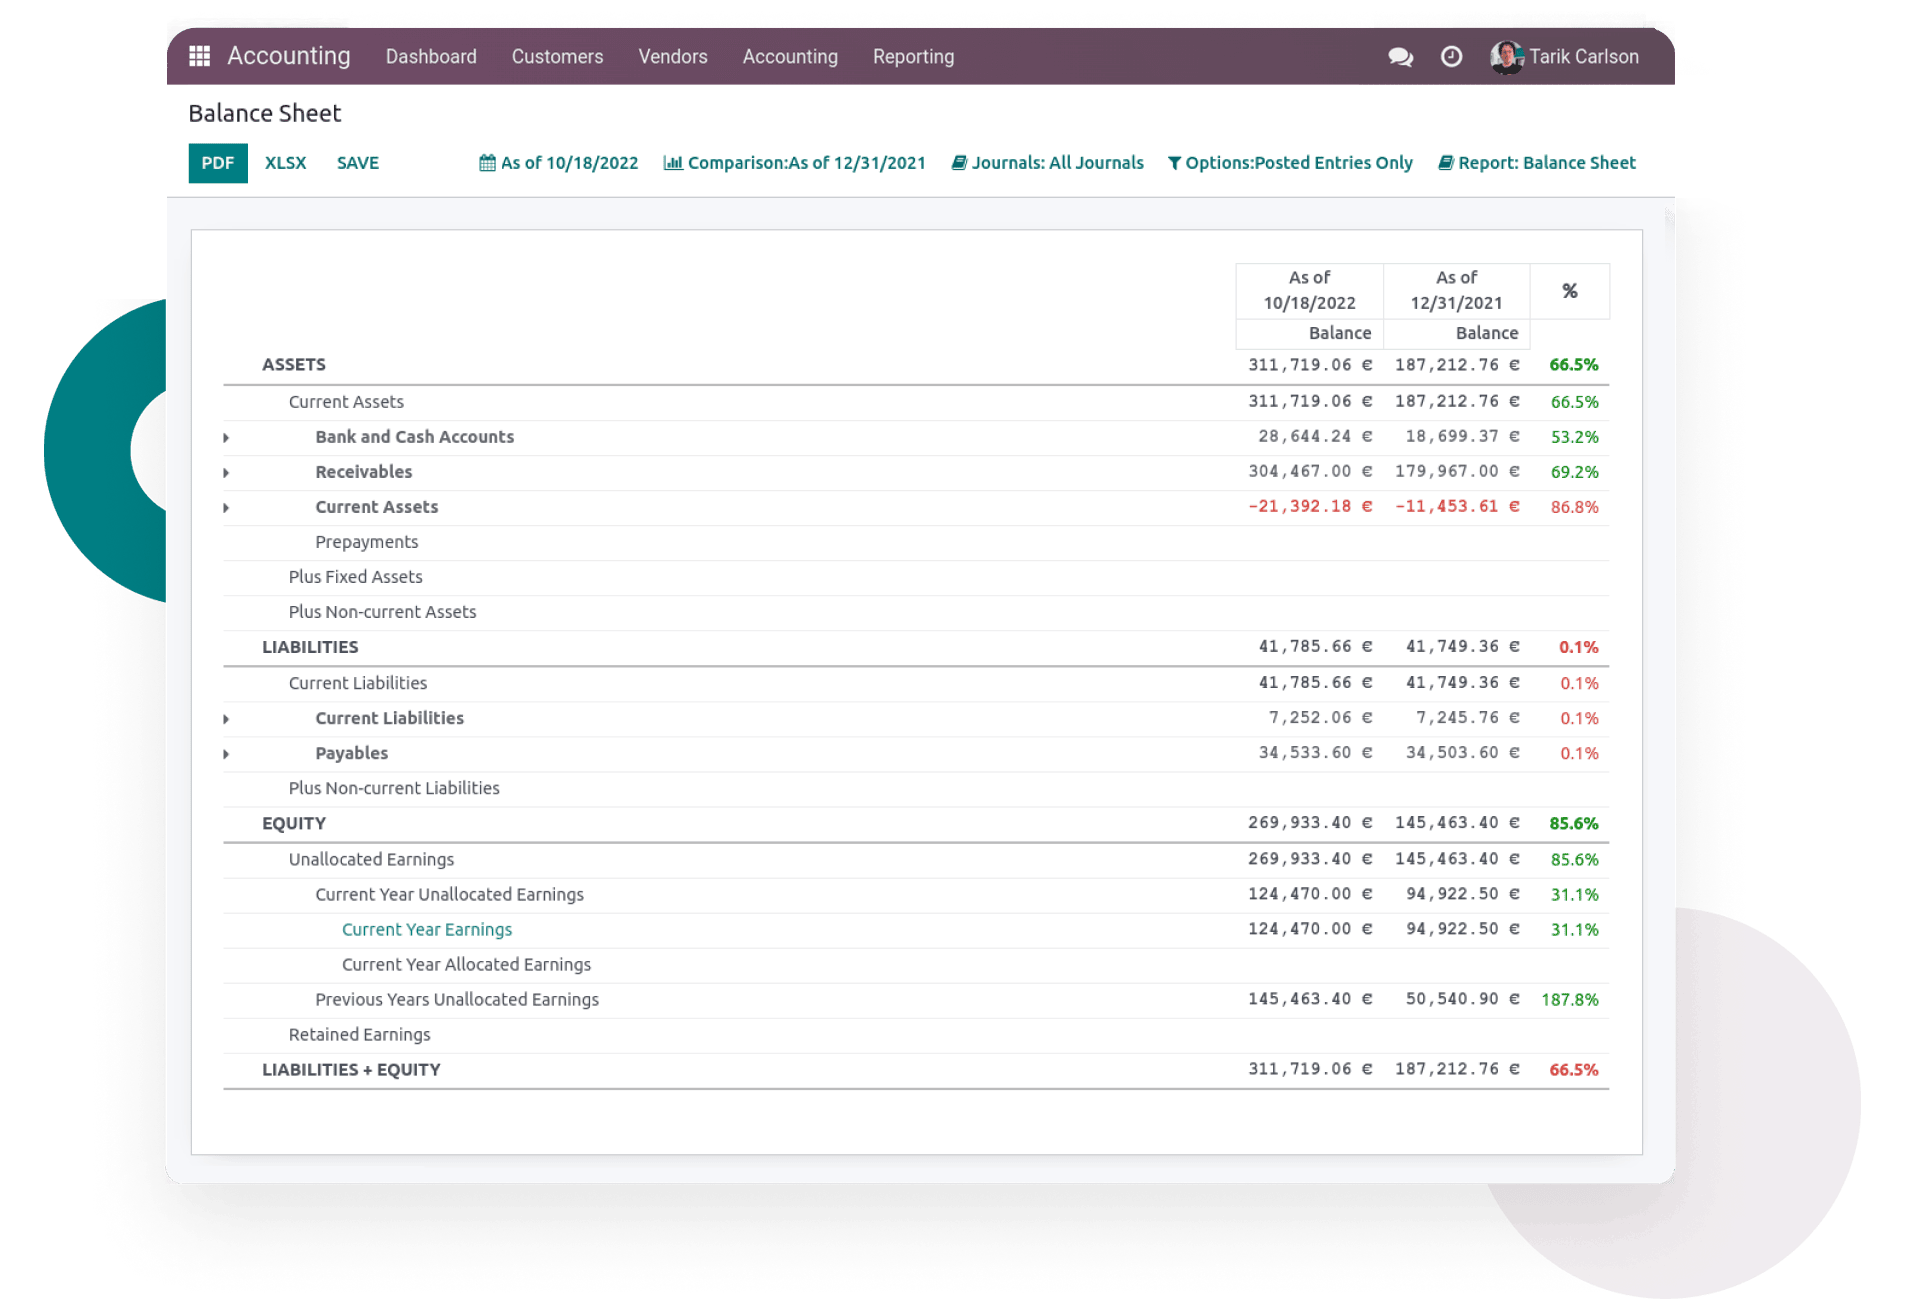 Accounting Dashboard Customers Vendors Accounting Reporting Tarik Carlson
Balance Sheet
PDF XLSX SAVE As of 10/18/2022 Comparison:As of 12/31/2021 Journals: All Journals Options:Posted Entries Only Report: Balance Sheet
As of As of
10/18/2022 12/31/2021 %
Balance Balance
ASSETS 311,719.06 € 187,212.76 € 66.5%
Current Assets 311,719.06 € 187,212.76 € 66.5%
Bank and Cash Accounts 28,644.24 € 18,699.37 € 53.2%
Receivables 304,467.00 € 179,967.00 € 69.2%
Current Assets -21,392.18 € -11,453.61 € 86.8%
Prepayments
Plus Fixed Assets
Plus Non-current Assets
LIABILITIES 41,785.66 € 41,749.36 € 0.1%
Current Liabilities 41,785.66 € 41,749.36 € 0.1%
Current Liabilities 7,252.06 € 7,245.76 € 0.1%
Payables 34,533.60 € 34,503.60 € 0.1%
Plus Non-current Liabilities
EQUITY 269,933.40 € 145,463.40 € 85.6%
Unallocated Earnings 269,933.40 € 145,463.40 € 85.6%
Current Year Unallocated Earnings 124,470.00 € 94,922.50 € 31.1%
Current Year Earnings 124,470.00 € 94,922.50 € 31.1%
Current Year Allocated Earnings
Previous Years Unallocated Earnings 145,463.40 € 50,540.90 € 187.8%
Retained Earnings
LIABILITIES + EQUITY 311,719.06 € 187,212.76 € 66.5%